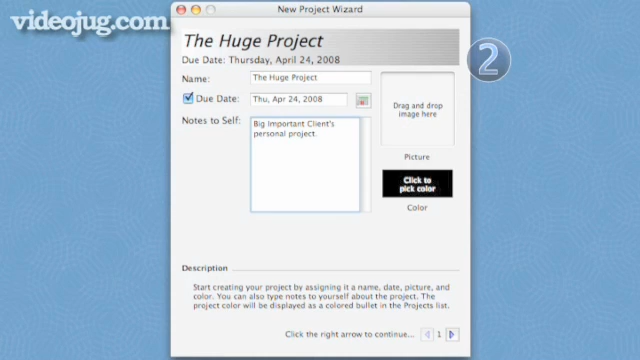 videojug.com
New Project Wizard
The Huge Project
Due Date: Thursday, April 24, 2008
2
Name: The Huge Project
Due Date: Thu, Apr 24, 2008
Drag and drop
image here
Notes to Self: Big Important Client's
personal project.
Picture
Click to
pick color
Color
Description
Start creating your project by assigning it a name, date, picture, and
color. You can also type notes to yourself about the project. The
project color will be displayed as a colored bullet in the Projects list.
Click the right arrow to continue... 1